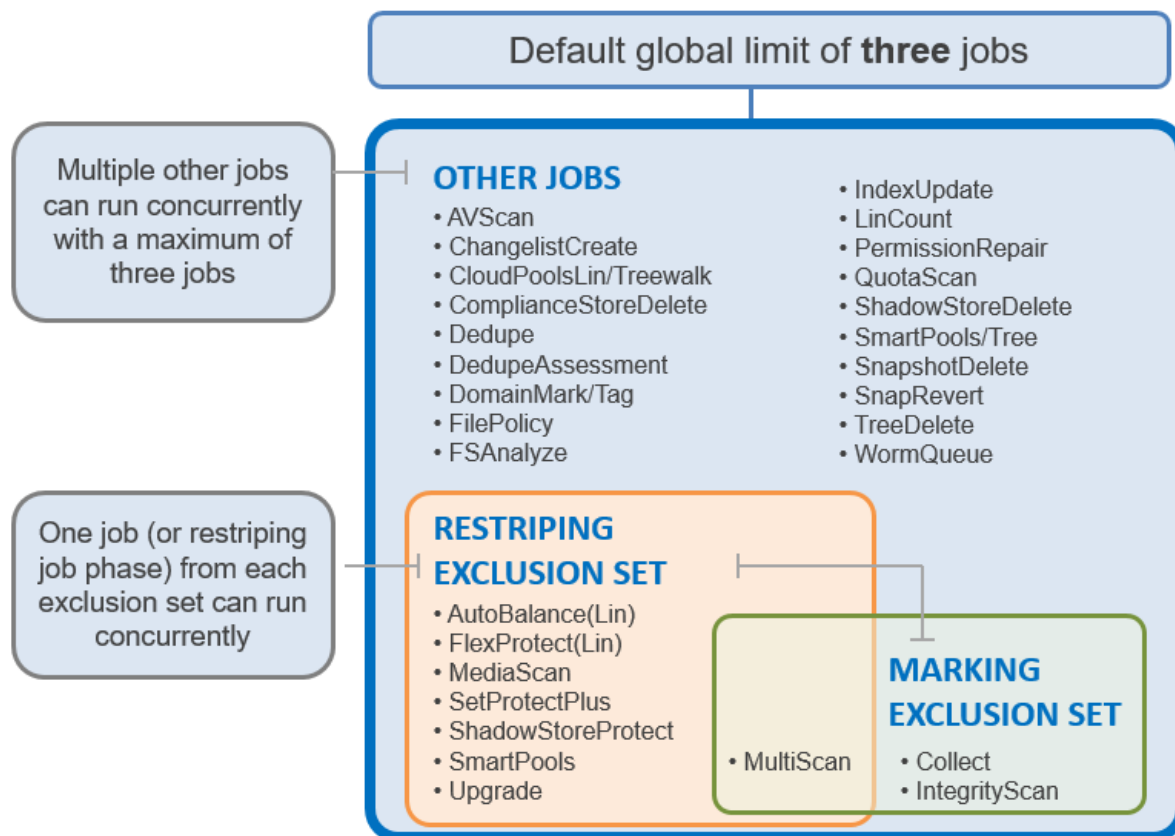 Default global limit of three jobs
Multiple other jobs
can run concurrently
with a maximum of
three jobs
OTHER JOBS
• AVScan
• ChangelistCreate
• CloudPoolsLin/Treewalk
• ComplianceStoreDelete
• Dedupe
• DedupeAssessment
• DomainMark/Tag
• FilePolicy
• FSAnalyze
• IndexUpdate
• LinCount
• PermissionRepair
• QuotaScan
• ShadowStoreDelete
• SmartPools/Tree
• SnapshotDelete
• SnapRevert
• TreeDelete
• WormQueue
One job (or restriping
job phase) from each
exclusion set can run
concurrently
RESTRIPING
EXCLUSION SET
• AutoBalance(Lin)
• FlexProtect(Lin)
• MediaScan
• SetProtectPlus
• ShadowStoreProtect
• SmartPools
• Upgrade
• MultiScan
MARKING
EXCLUSION SET
• Collect
• IntegrityScan